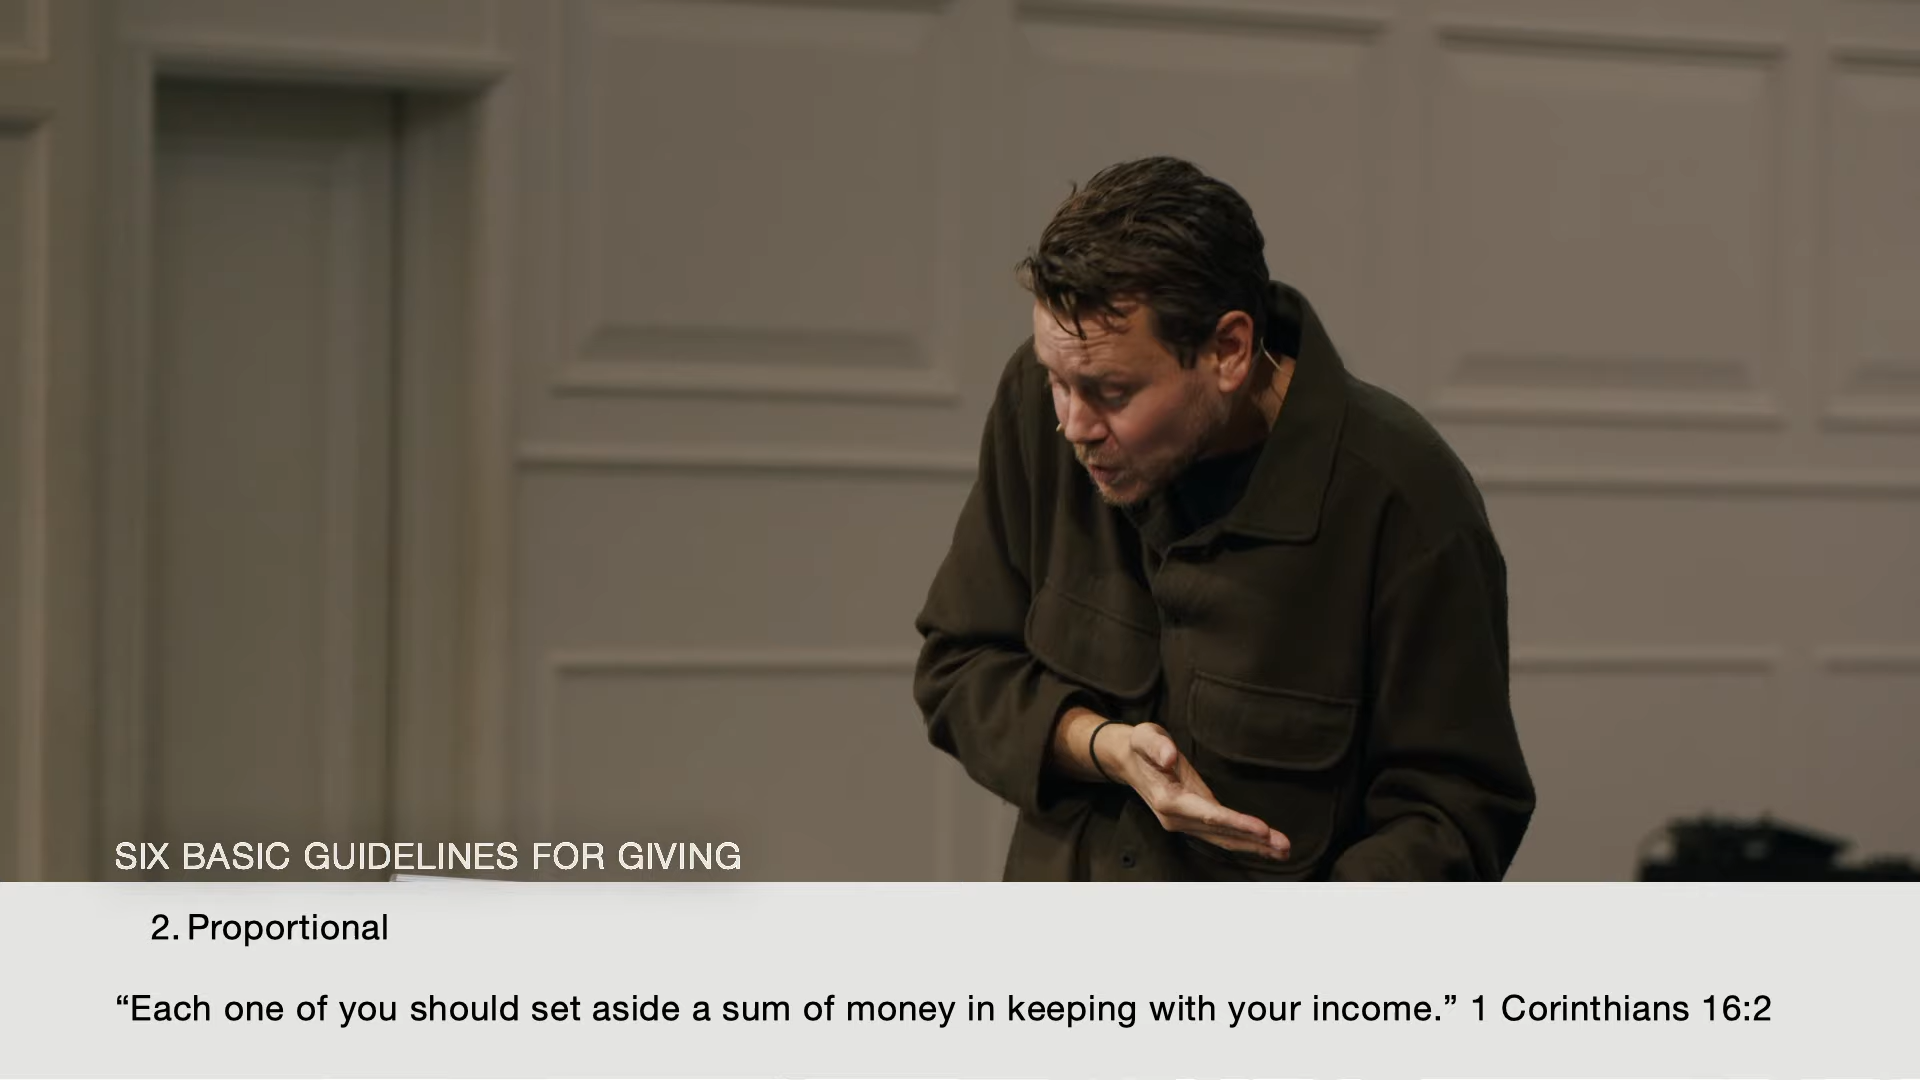 SIX BASIC GUIDELINES FOR GIVING
2. Proportional
“Each one of you should set aside a sum of money in keeping with your income.” 1 Corinthians 16:2